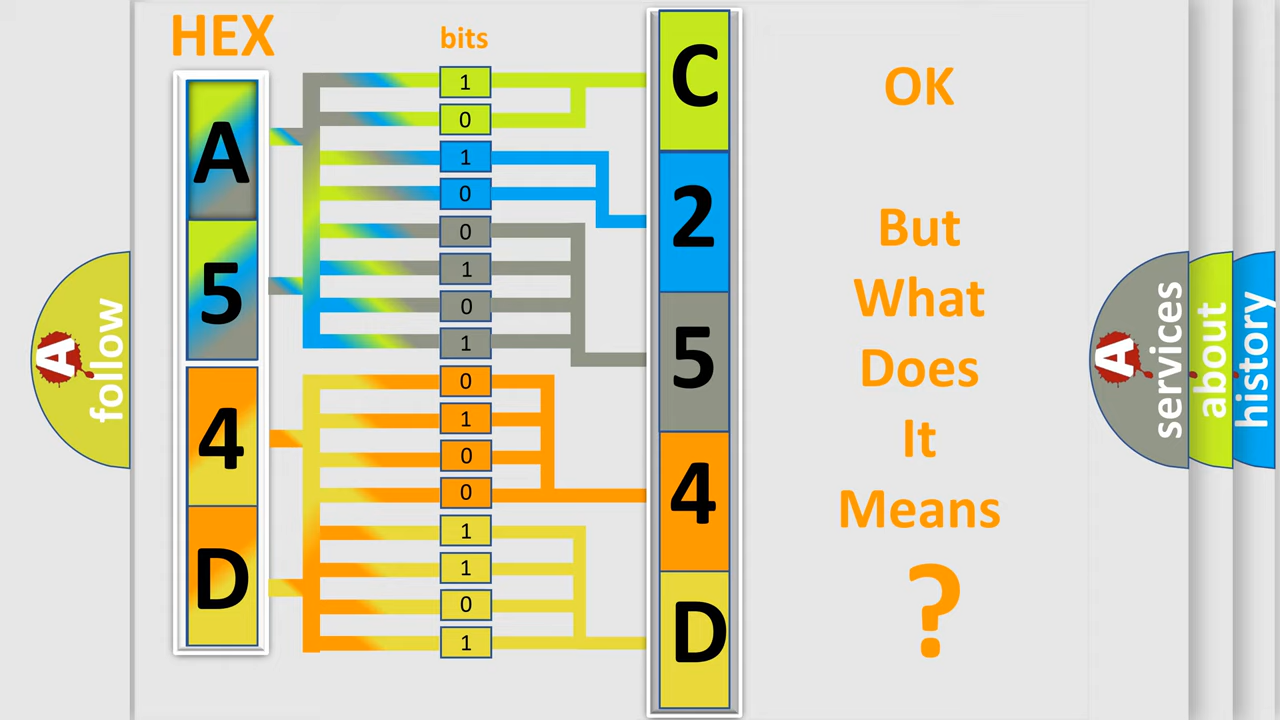 HEX
bits
A
5
4
D
1
0
1
0
0
1
0
1
0
1
0
0
1
1
0
1
C
2
5
4
D
OK
But
What
Does
It
Means
?
A
follow
A
services
about
history